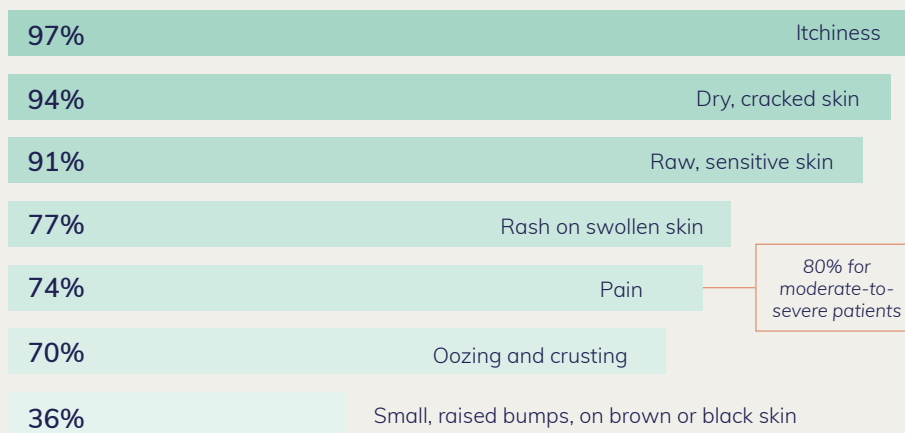 97% Itchiness
94% Dry, cracked skin
91% Raw, sensitive skin
77% Rash on swollen skin
74% Pain
80% for
moderate-to-
severe patients
70% Oozing and crusting
36% Small, raised bumps, on brown or black skin